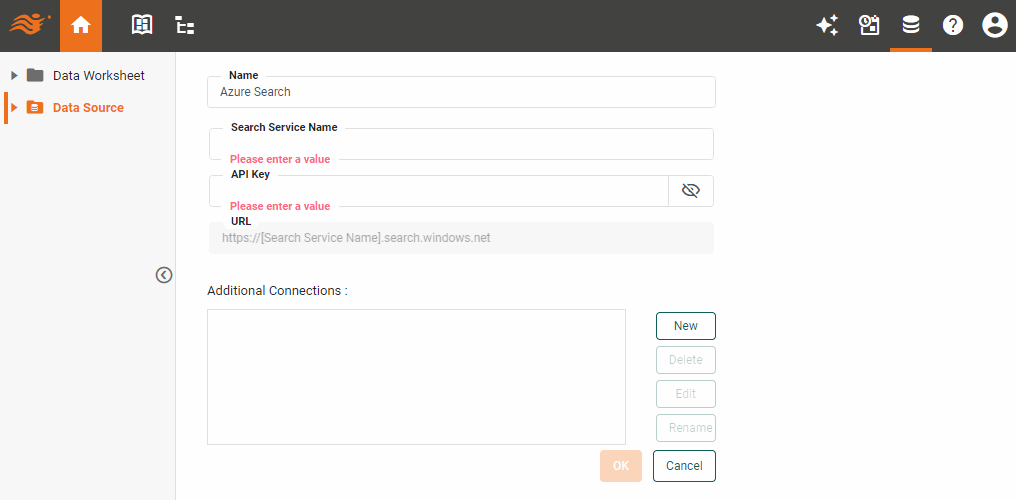 Data Worksheet
Data Source
Name
Azure Search
Search Service Name
Please enter a value
API Key
Please enter a value
URL
https://[Search Service Name].search.windows.net
Additional Connections :
New
Delete
Edit
Rename
OK
Cancel